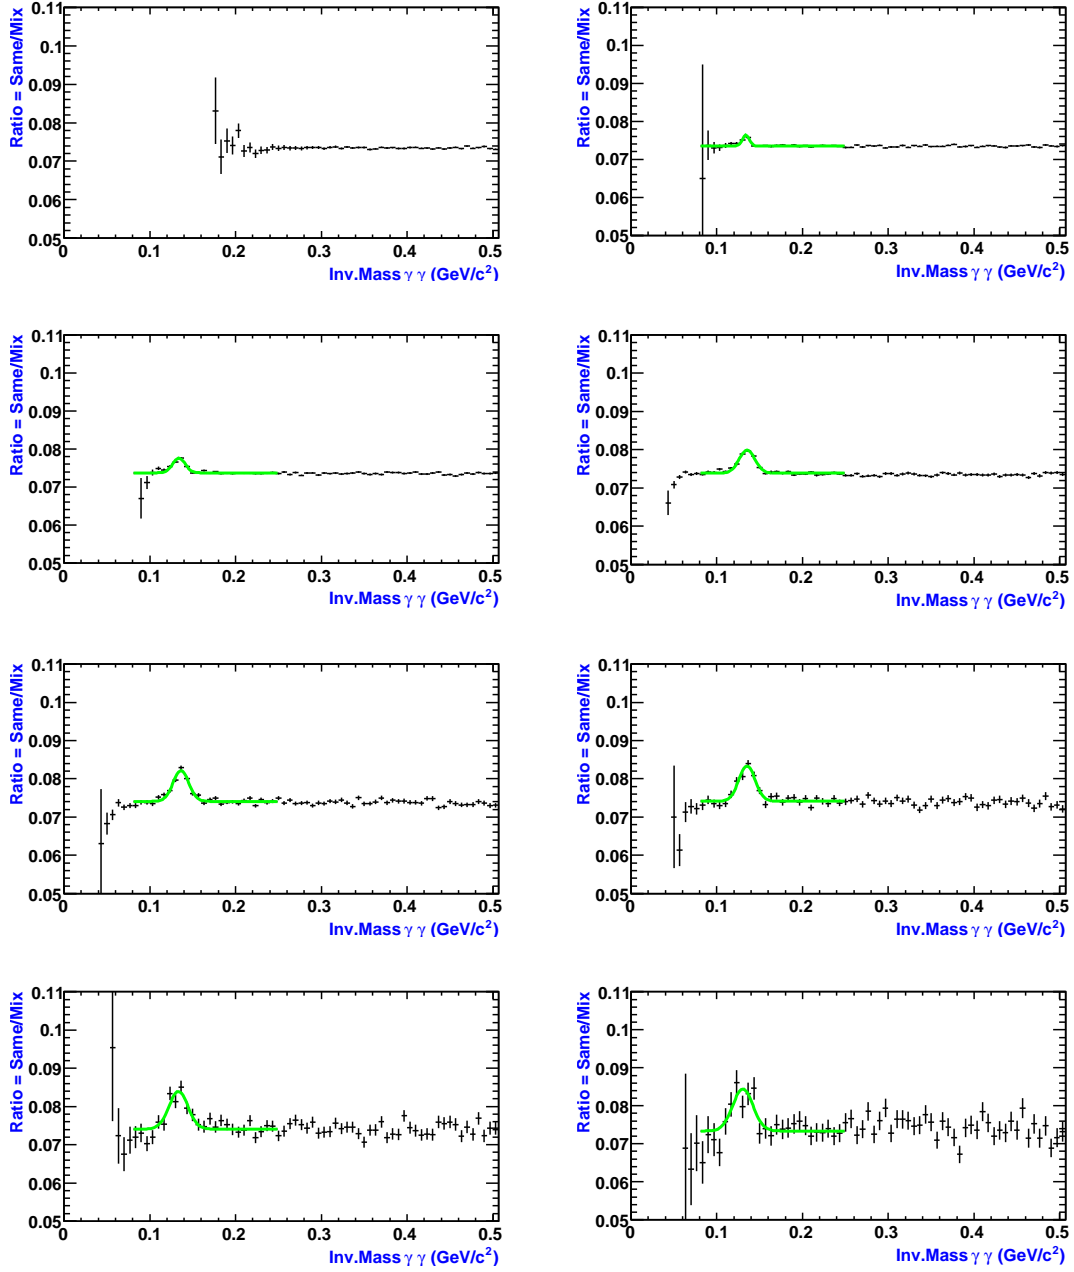 0.11 0.11
0.1 0.1
0.09 0.09
0.08 0.08
0.07 0.07
0.06 0.06
0.05 0.05
Ratio = Same/Mix Ratio = Same/Mix
0 0.1 0.2 0.3 0.4 0.5 0 0.1 0.2 0.3 0.4 0.5
Inv.Mass γ γ (GeV/c²) Inv.Mass γ γ (GeV/c²)
0.11 0.11
0.1 0.1
0.09 0.09
0.08 0.08
0.07 0.07
0.06 0.06
0.05 0.05
Ratio = Same/Mix Ratio = Same/Mix
0 0.1 0.2 0.3 0.4 0.5 0 0.1 0.2 0.3 0.4 0.5
Inv.Mass γ γ (GeV/c²) Inv.Mass γ γ (GeV/c²)
0.11 0.11
0.1 0.1
0.09 0.09
0.08 0.08
0.07 0.07
0.06 0.06
0.05 0.05
Ratio = Same/Mix Ratio = Same/Mix
0 0.1 0.2 0.3 0.4 0.5 0 0.1 0.2 0.3 0.4 0.5
Inv.Mass γ γ (GeV/c²) Inv.Mass γ γ (GeV/c²)
0.11 0.11
0.1 0.1
0.09 0.09
0.08 0.08
0.07 0.07
0.06 0.06
0.05 0.05
Ratio = Same/Mix Ratio = Same/Mix
0 0.1 0.2 0.3 0.4 0.5 0 0.1 0.2 0.3 0.4 0.5
Inv.Mass γ γ (GeV/c²) Inv.Mass γ γ (GeV/c²)